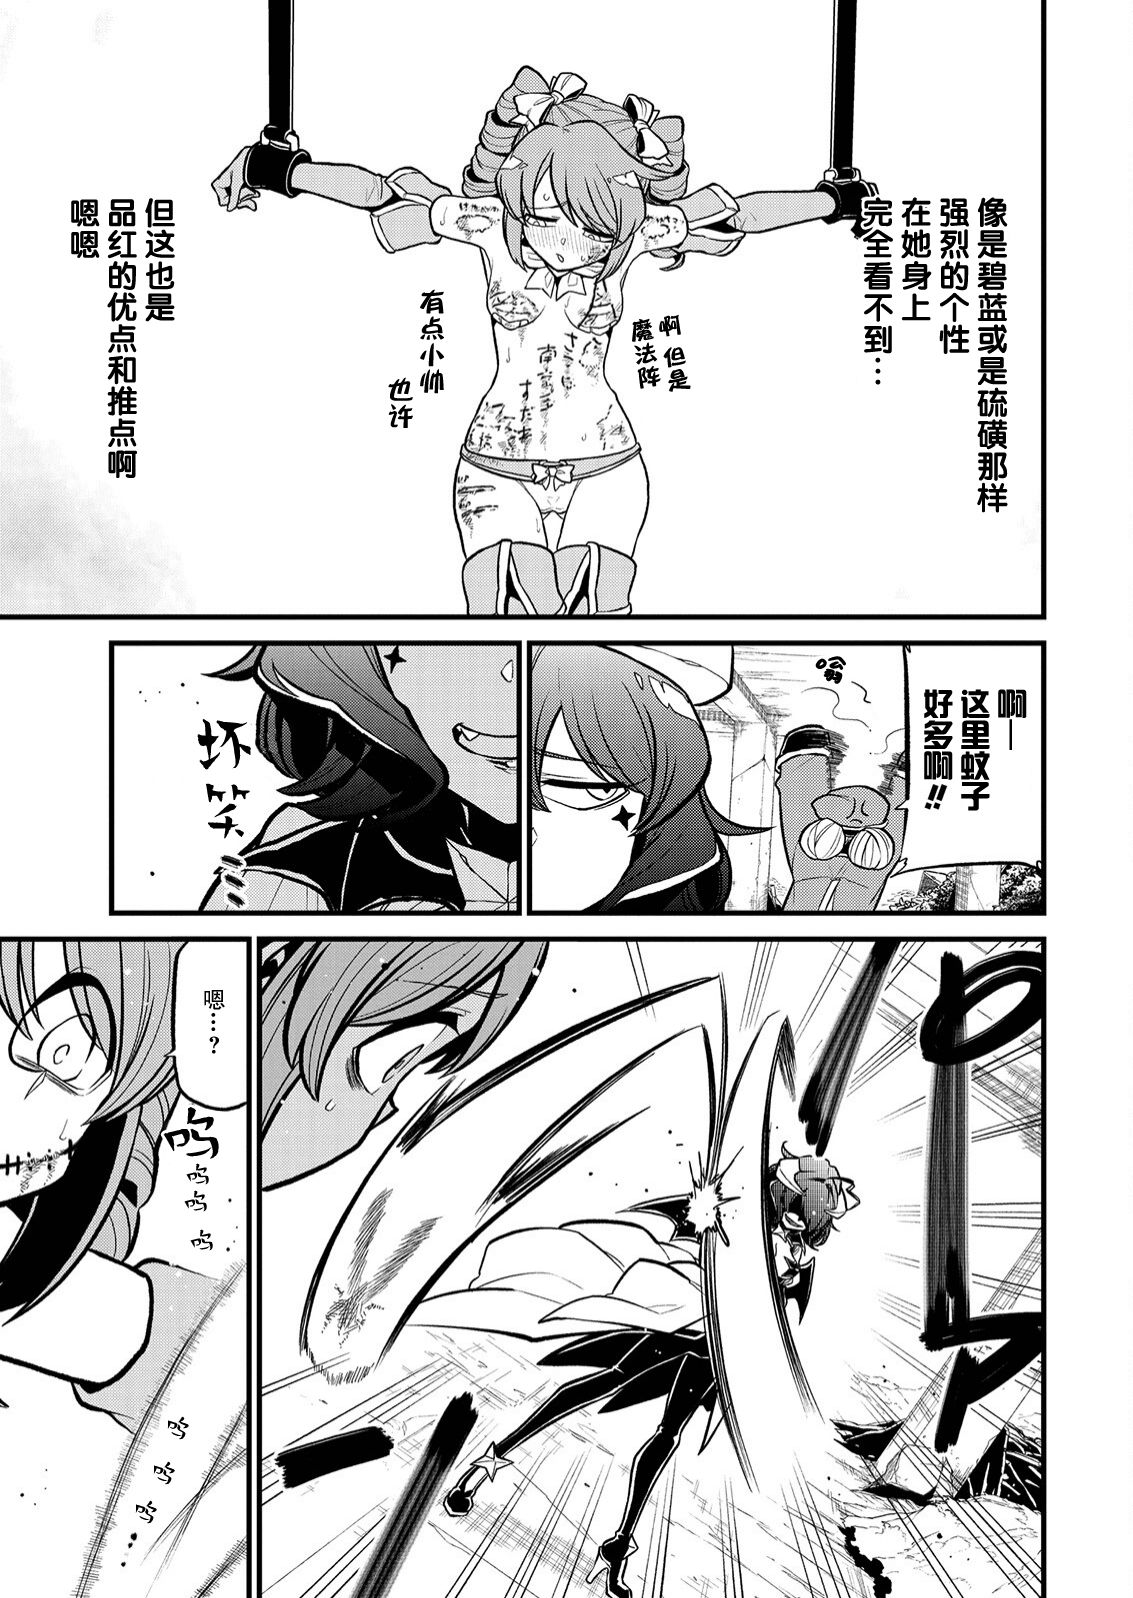 像是碧蓝或是硫磺那样
强烈的个性
在她身上
完全看不到…
啊 但是
魔法阵
有点小帅
也许
但这也是
品红的优点和推点啊
嗯嗯
啊—
这里蚊子
好多啊!!
嗡
坏笑
嗯…?
呜
呜
呜
呜
呜
呜
呜